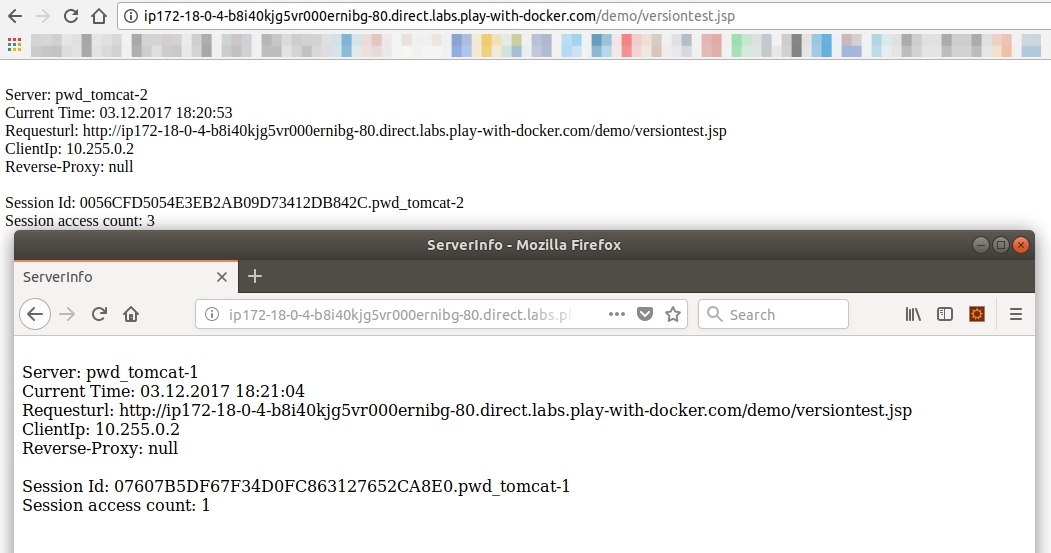 ip172-18-0-4-b8i40kjg5vr000ernibg-80.direct.labs.play-with-docker.com/demo/versiontest.jsp
Server: pwd_tomcat-2
Current Time: 03.12.2017 18:20:53
Requesturl: http://ip172-18-0-4-b8i40kjg5vr000ernibg-80.direct.labs.play-with-docker.com/demo/versiontest.jsp
ClientIp: 10.255.0.2
Reverse-Proxy: null
Session Id: 0056CFD5054E3EB2AB09D73412DB842C.pwd_tomcat-2
Session access count: 3
ServerInfo - Mozilla Firefox
ServerInfo
ip172-18-0-4-b8i40kjg5vr000ernibg-80.direct.labs.pl
Search
Server: pwd_tomcat-1
Current Time: 03.12.2017 18:21:04
Requesturl: http://ip172-18-0-4-b8i40kjg5vr000ernibg-80.direct.labs.play-with-docker.com/demo/versiontest.jsp
ClientIp: 10.255.0.2
Reverse-Proxy: null
Session Id: 07607B5DF67F34D0FC863127652CA8E0.pwd_tomcat-1
Session access count: 1